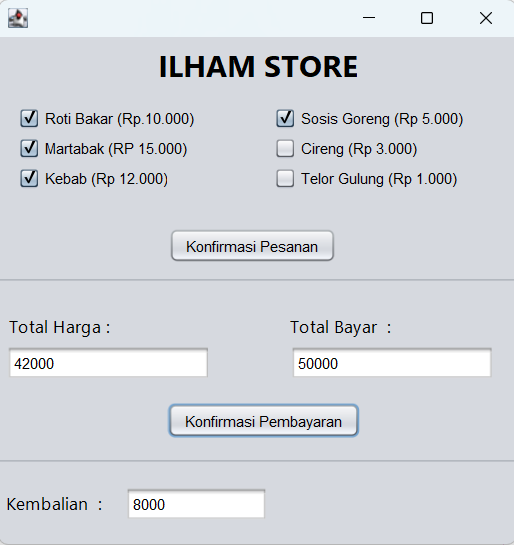 ILHAM STORE
Roti Bakar (Rp.10.000)
Sosis Goreng (Rp 5.000)
Martabak (RP 15.000)
Cireng (Rp 3.000)
Kebab (Rp 12.000)
Telor Gulung (Rp 1.000)
Konfirmasi Pesanan
Total Harga :
Total Bayar :
42000
50000
Konfirmasi Pembayaran
Kembalian :
8000